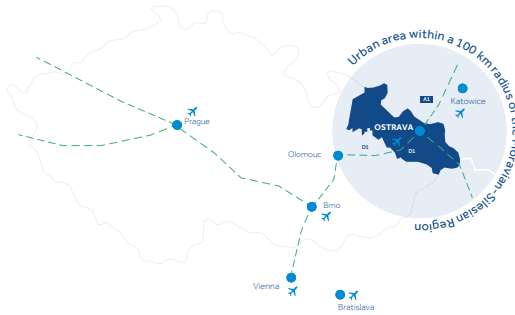 Urban area within a 100 km radius of the Moravian-Silesian Region
A1
Katowice
Prague
OSTRAVA
D1
D1
Olomouc
Brno
Vienna
Bratislava